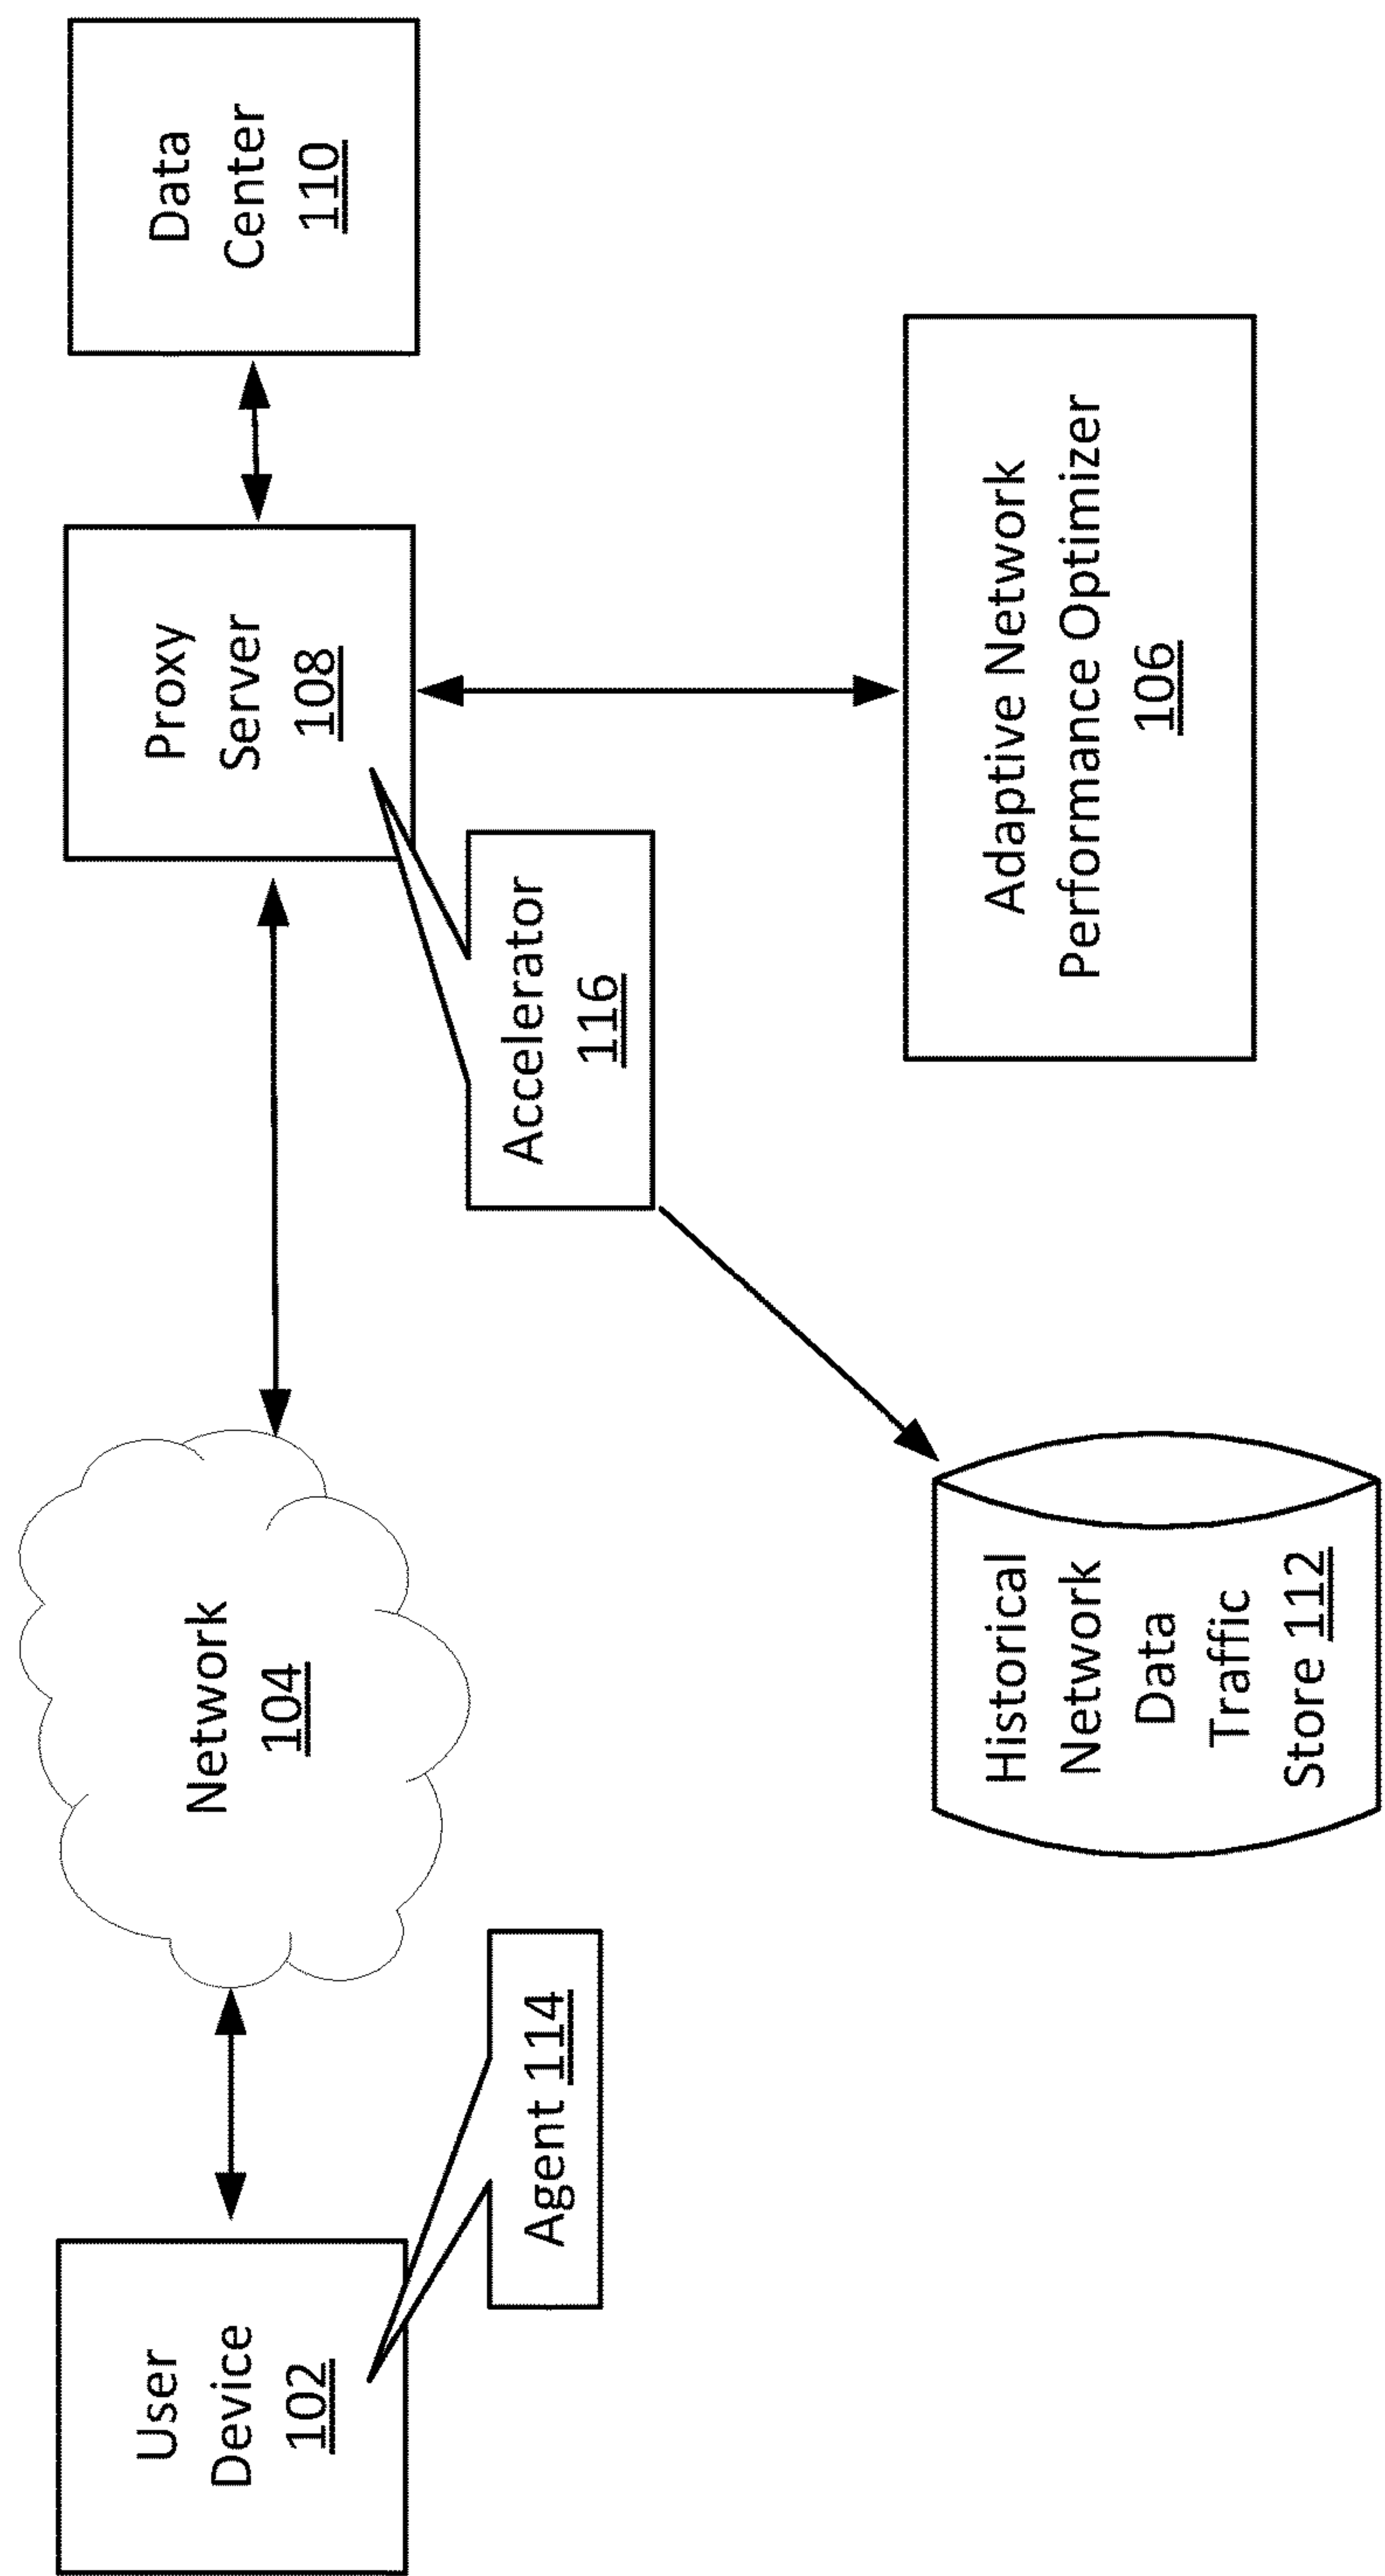 User
Device
102
Agent 114
Network
104
Proxy
Server
108
Accelerator
116
Data
Center
110
Historical
Network
Data
Traffic
Store 112
Adaptive Network
Performance Optimizer
106